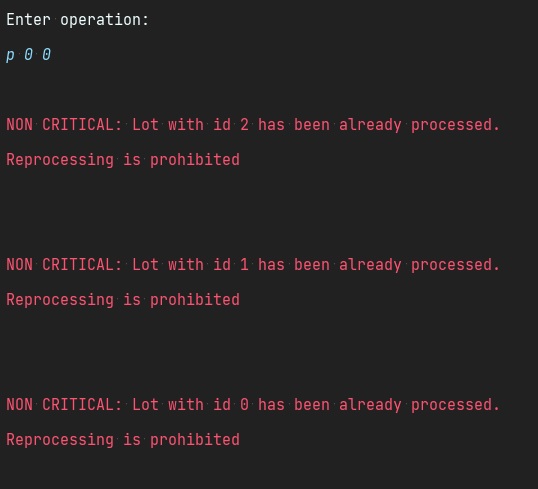 Enter operation:
p 0 0
NON CRITICAL: Lot with id 2 has been already processed.
Reprocessing is prohibited
NON CRITICAL: Lot with id 1 has been already processed.
Reprocessing is prohibited
NON CRITICAL: Lot with id 0 has been already processed.
Reprocessing is prohibited